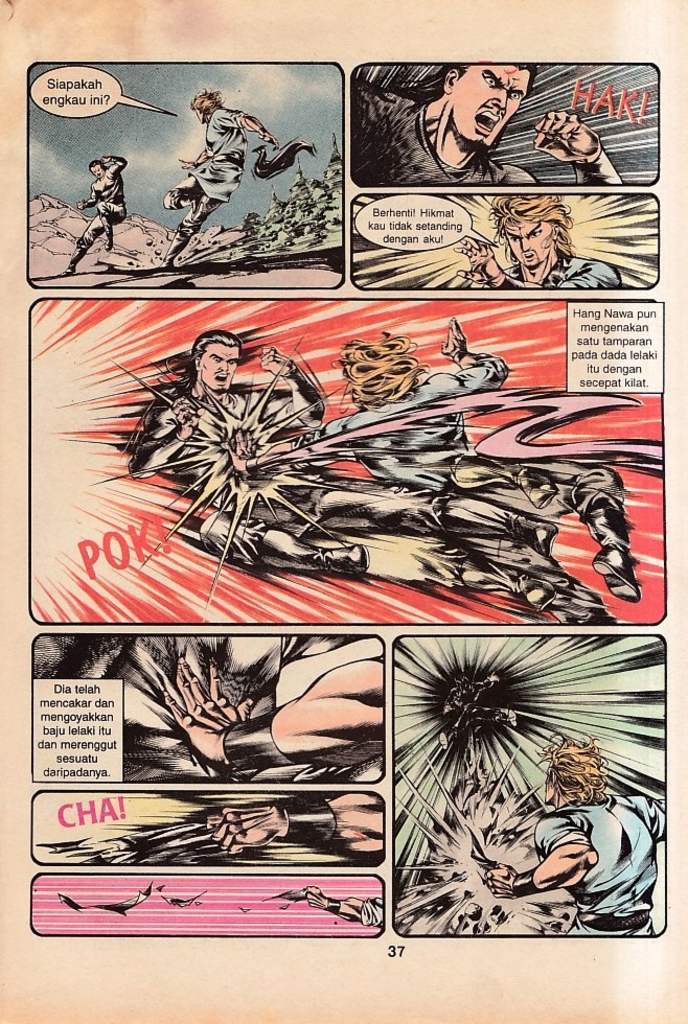 Siapakah
engkau ini?
HAK!
Berhenti! Hikmat
kau tidak setanding
dengan aku!
Hang Nawa pun
mengenakan
satu tamparan
pada dada lelaki
itu dengan
secepat kilat.
POK!
Dia telah
mencakar dan
mengoyakkan
baju lelaki itu
dan merenggut
sesuatu
daripadanya.
CHA!
37